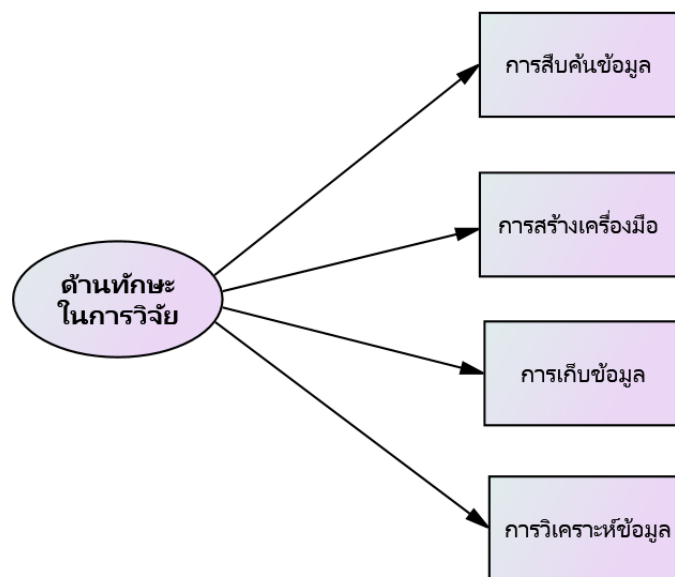 การสืบค้นข้อมูล
การสร้างเครื่องมือ
ด้านทักษะ
ในการวิจัย
การเก็บข้อมูล
การวิเคราะห์ข้อมูล